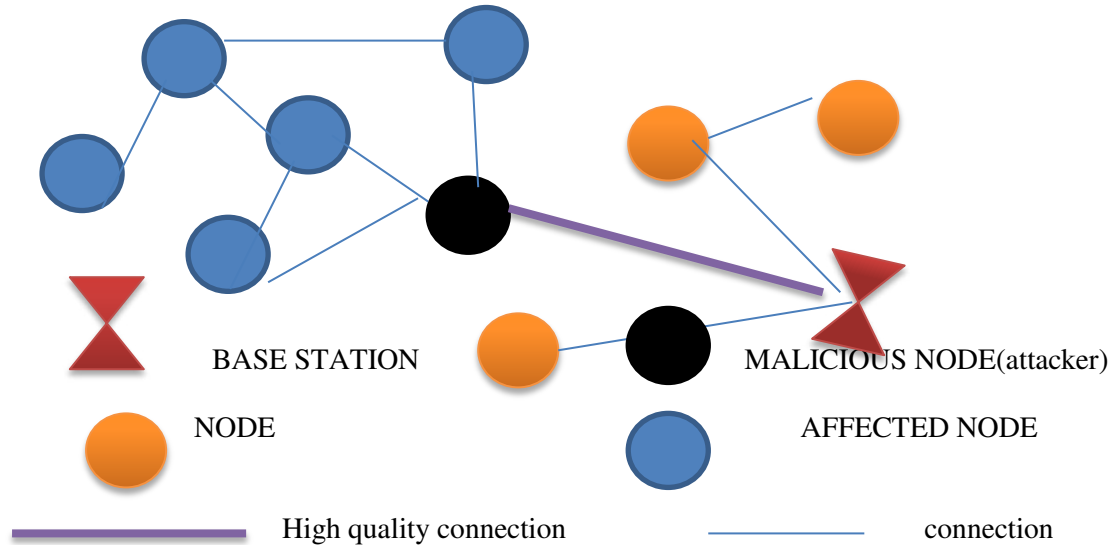 BASE STATION
MALICIOUS NODE(attacker)
NODE
AFFECTED NODE
High quality connection
connection